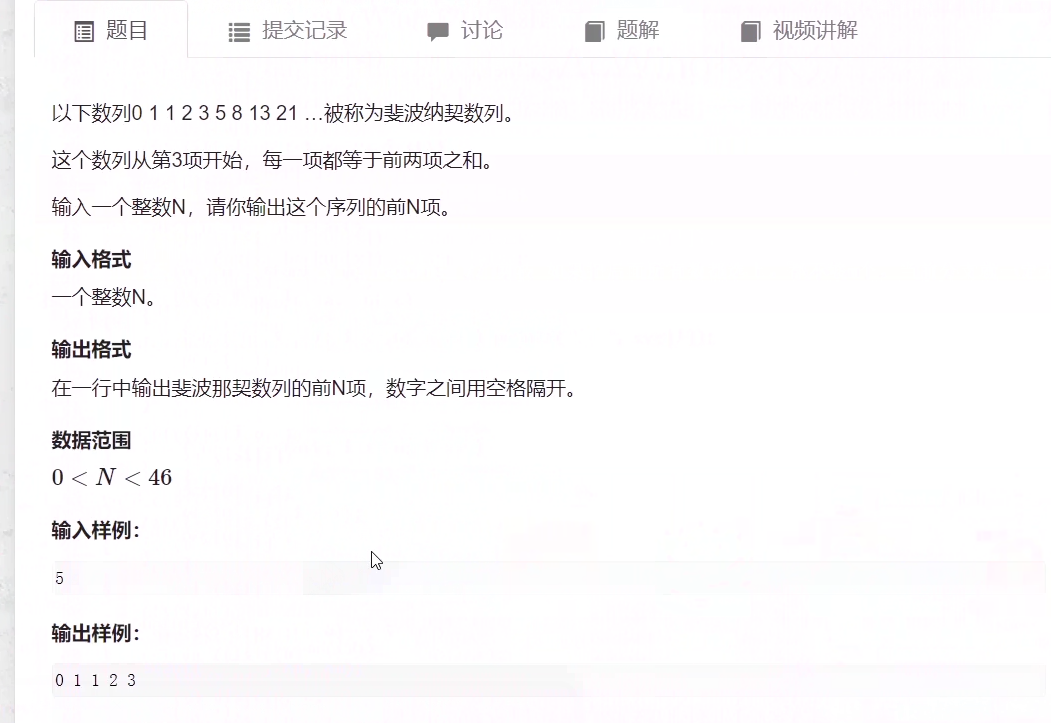 题目 提交记录 讨论 题解 视频讲解
以下数列0 1 1 2 3 5 8 13 21 …被称为斐波纳契数列。
这个数列从第3项开始，每一项都等于前两项之和。
输入一个整数N，请你输出这个序列的前N项。
输入格式
一个整数N。
输出格式
在一行中输出斐波那契数列的前N项，数字之间用空格隔开。
数据范围
0 < N < 46
输入样例：
5
输出样例：
0 1 1 2 3